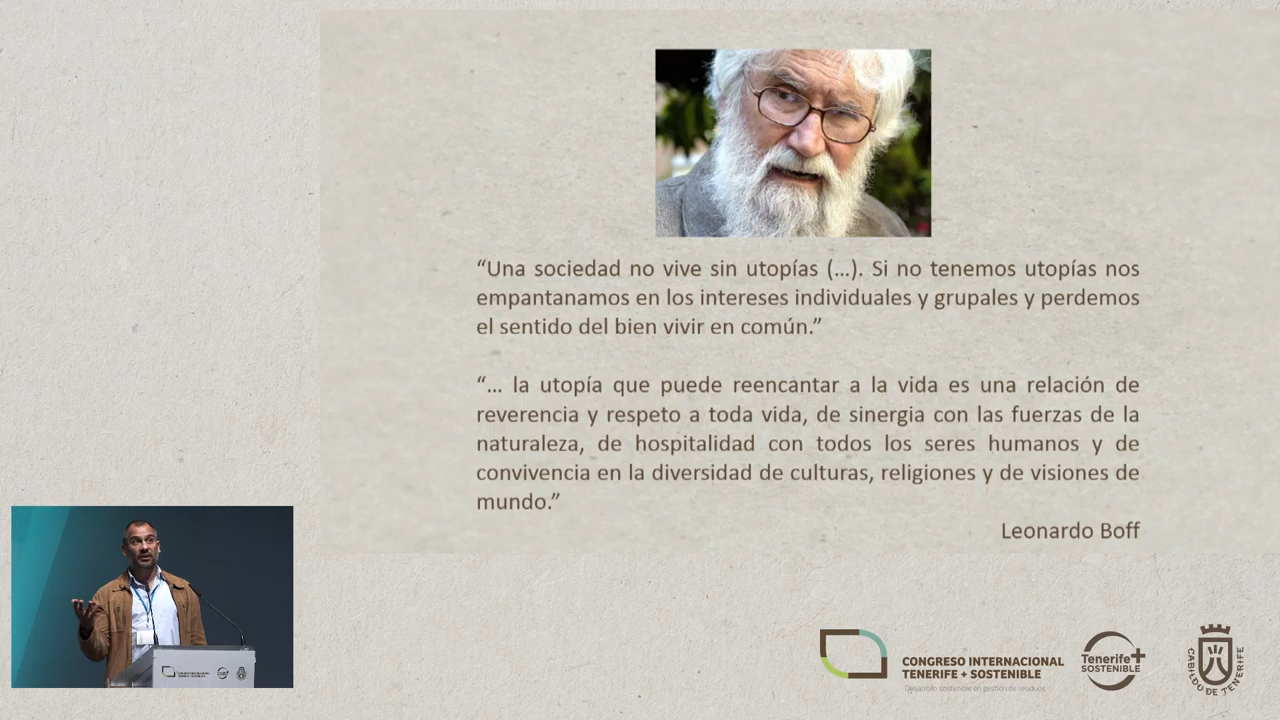 “Una sociedad no vive sin utopías (...). Si no tenemos utopías nos
empantanamos en los intereses individuales y grupales y perdemos
el sentido del bien vivir en común.”
“... la utopía que puede reencantar a la vida es una relación de
reverencia y respeto a toda vida, de sinergia con las fuerzas de la
naturaleza, de hospitalidad con todos los seres humanos y de
convivencia en la diversidad de culturas, religiones y de visiones de
mundo.”
Leonardo Boff
CONGRESO INTERNACIONAL
TENERIFE + SOSTENIBLE
Desarrollo sostenible en gestión de residuos
Tenerife+
SOSTENIBLE
CABILDO DE TENERIFE
CONGRESO INTERNACIONAL
TENERIFE + SOSTENIBLE